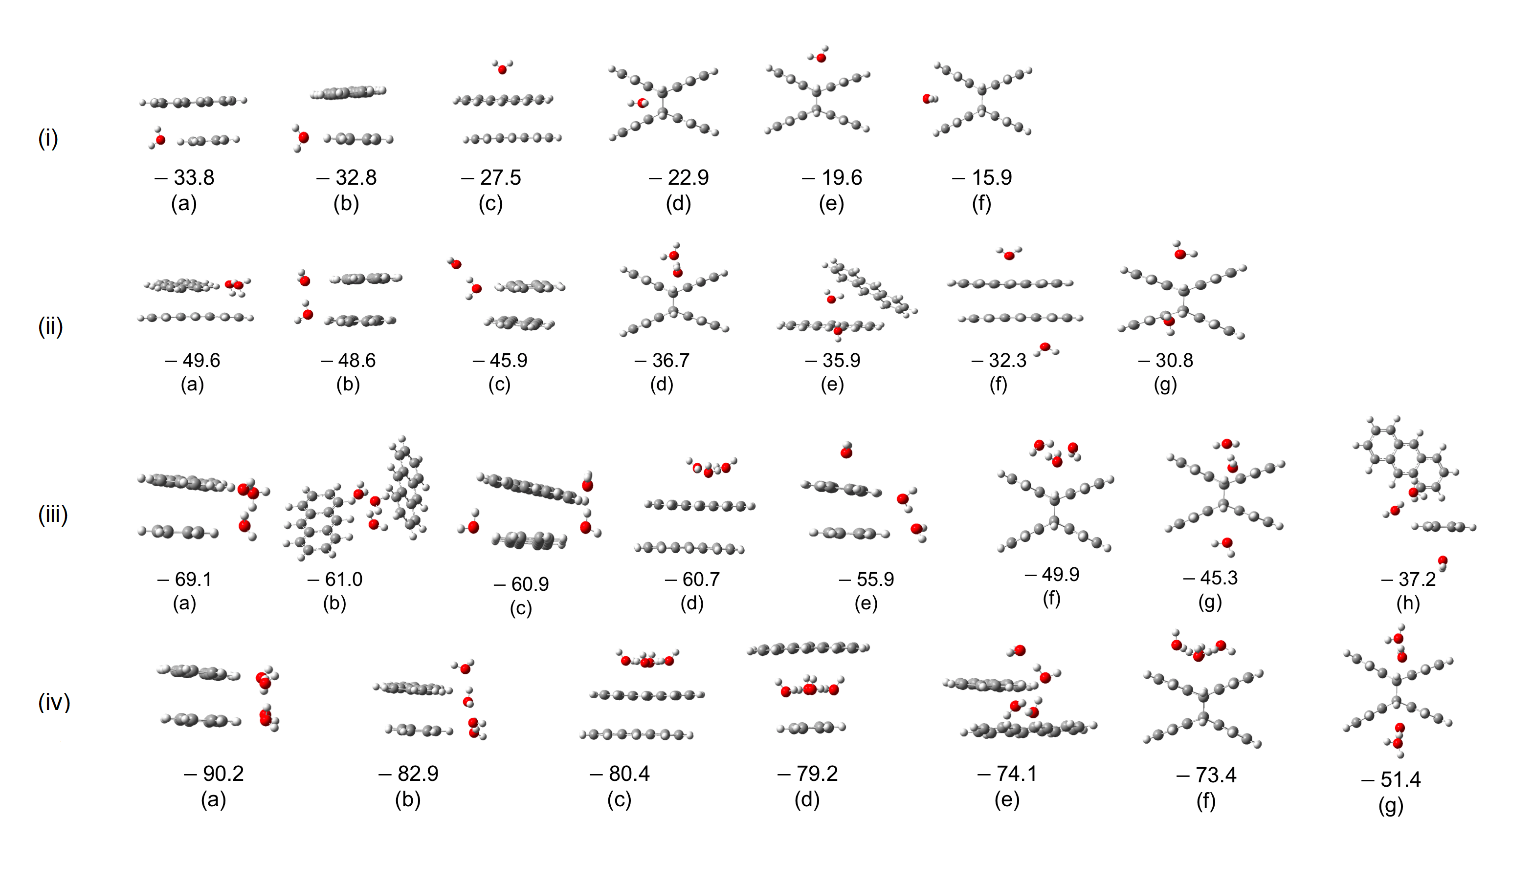 (i)
− 33.8 − 32.8 − 27.5 − 22.9 − 19.6 − 15.9
(a) (b) (c) (d) (e) (f)
(ii)
− 49.6 − 48.6 − 45.9 − 36.7 − 35.9 − 32.3 − 30.8
(a) (b) (c) (d) (e) (f) (g)
(iii)
− 69.1 − 61.0 − 60.9 − 60.7 − 55.9 − 49.9 − 45.3 − 37.2
(a) (b) (c) (d) (e) (f) (g) (h)
(iv)
− 90.2 − 82.9 − 80.4 − 79.2 − 74.1 − 73.4 − 51.4
(a) (b) (c) (d) (e) (f) (g)